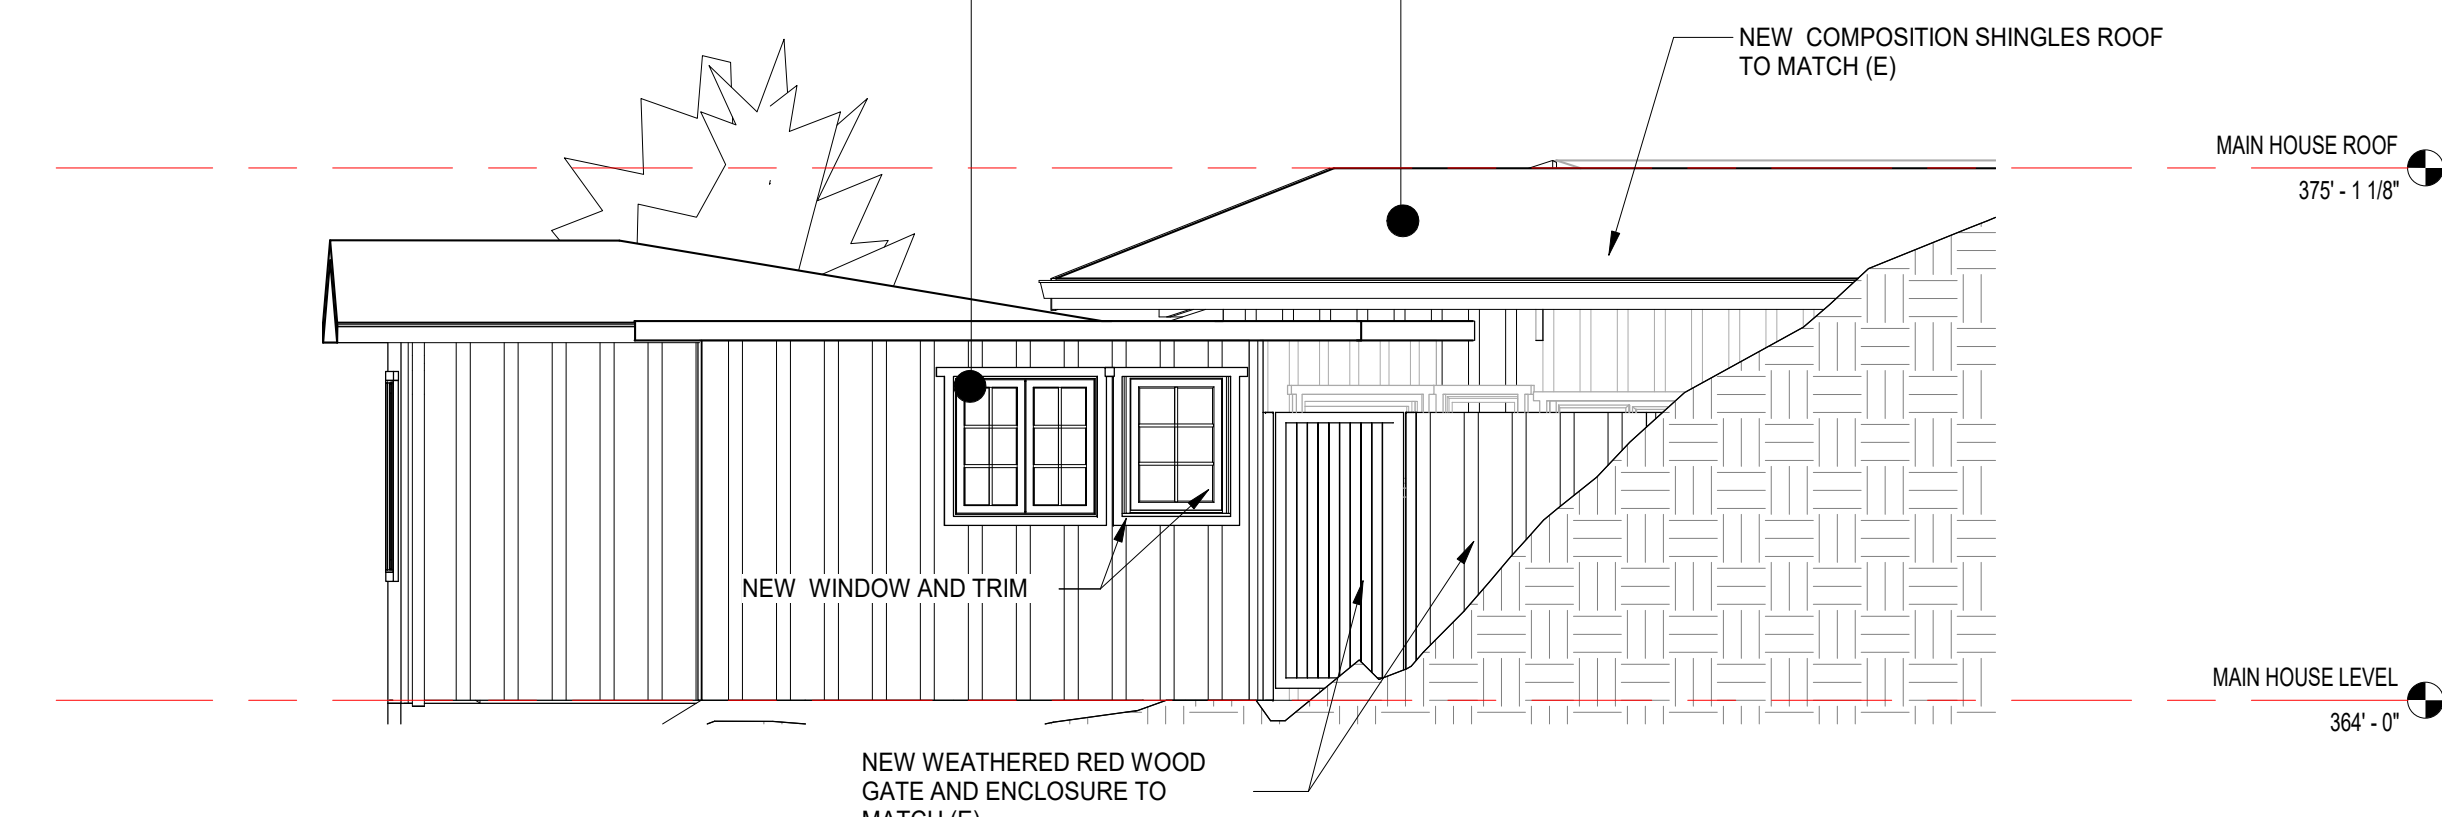 NEW COMPOSITION SHINGLES ROOF
TO MATCH (E)
MAIN HOUSE ROOF
375' - 1 1/8"
NEW WINDOW AND TRIM
MAIN HOUSE LEVEL
364' - 0"
NEW WEATHERED RED WOOD
GATE AND ENCLOSURE TO
MATCH (E)